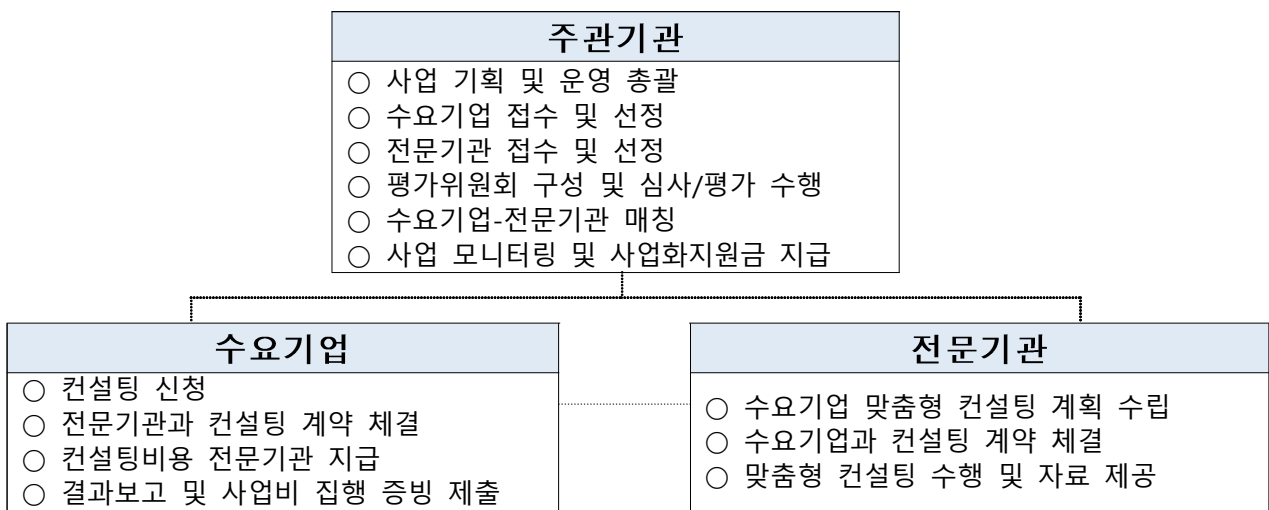 주관기관
○ 사업 기획 및 운영 총괄
○ 수요기업 접수 및 선정
○ 전문기관 접수 및 선정
○ 평가위원회 구성 및 심사/평가 수행
○ 수요기업-전문기관 매칭
○ 사업 모니터링 및 사업화지원금 지급
수요기업
○ 컨설팅 신청
○ 전문기관과 컨설팅 계약 체결
○ 컨설팅비용 전문기관 지급
○ 결과보고 및 사업비 집행 증빙 제출
전문기관
○ 수요기업 맞춤형 컨설팅 계획 수립
○ 수요기업과 컨설팅 계약 체결
○ 맞춤형 컨설팅 수행 및 자료 제공